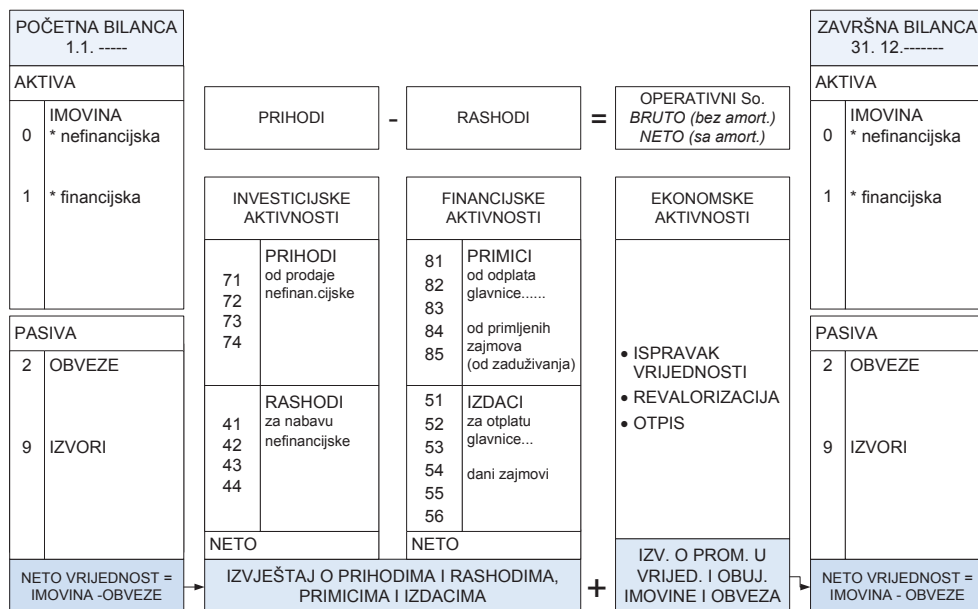 POČETNA BILANCA
1.1. -----
AKTIVA
IMOVINA
0 * nefinancijska
1 * financijska
PASIVA
2 OBVEZE
9 IZVORI
NETO VRIJEDNOST =
IMOVINA -OBVEZE
PRIHODI
-
RASHODI
=
OPERATIVNI So.
BRUTO (bez amort.)
NETO (sa amort.)
INVESTICIJSKE
AKTIVNOSTI
71
72
73
74
PRIHODI
od prodaje
nefinan.cijske
41
42
43
44
RASHODI
za nabavu
nefinancijske
NETO
FINANCIJSKE
AKTIVNOSTI
81
82
83
84
85
PRIMICI
od odplata
glavnice......
od primljenih
zajmova
(od zaduživanja)
51
52
53
54
55
56
IZDACI
za otplatu
glavnice...
dani zajmovi
NETO
IZVJEŠTAJ O PRIHODIMA I RASHODIMA,
PRIMICIMA I IZDACIMA
+
EKONOMSKE
AKTIVNOSTI
• ISPRAVAK
VRIJEDNOSTI
• REVALORIZACIJA
• OTPIS
IZV. O PROM. U
VRIJED. I OBUJ.
IMOVINE I OBVEZA
ZAVRŠNA BILANCA
31. 12.-------
AKTIVA
IMOVINA
0 * nefinancijska
1 * financijska
PASIVA
2 OBVEZE
9 IZVORI
NETO VRIJEDNOST =
IMOVINA - OBVEZE